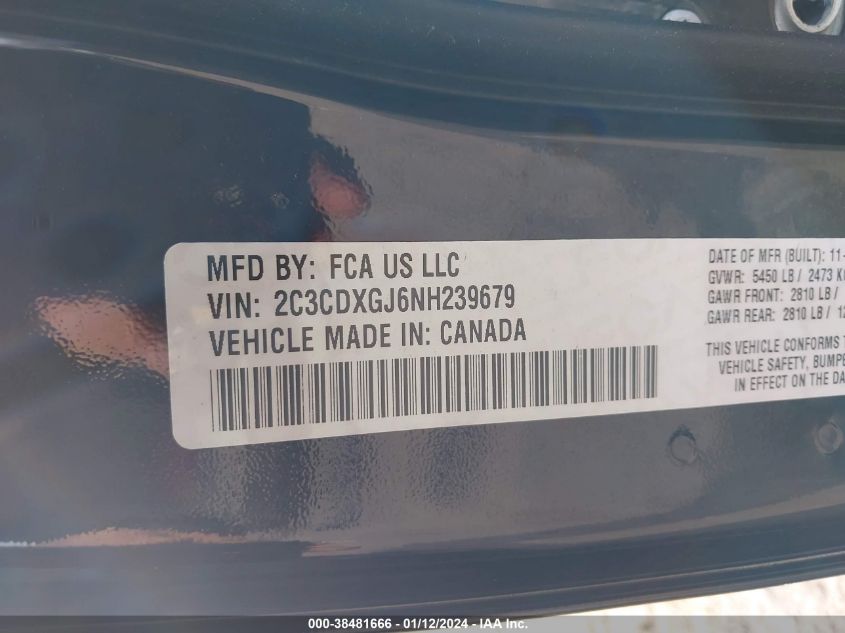 MFD BY: FCA US LLC
VIN: 2C3CDXGJ6NH239679
VEHICLE MADE IN: CANADA
DATE OF MFR (BUILT): 11-
GVWR: 5450 LB / 2473 K
GAWR FRONT: 2810 LB /
GAWR REAR: 2810 LB / 12
THIS VEHICLE CONFORMS T
VEHICLE SAFETY, BUMPE
IN EFFECT ON THE DA
000-38481666 - 01/12/2024 - IAA Inc.